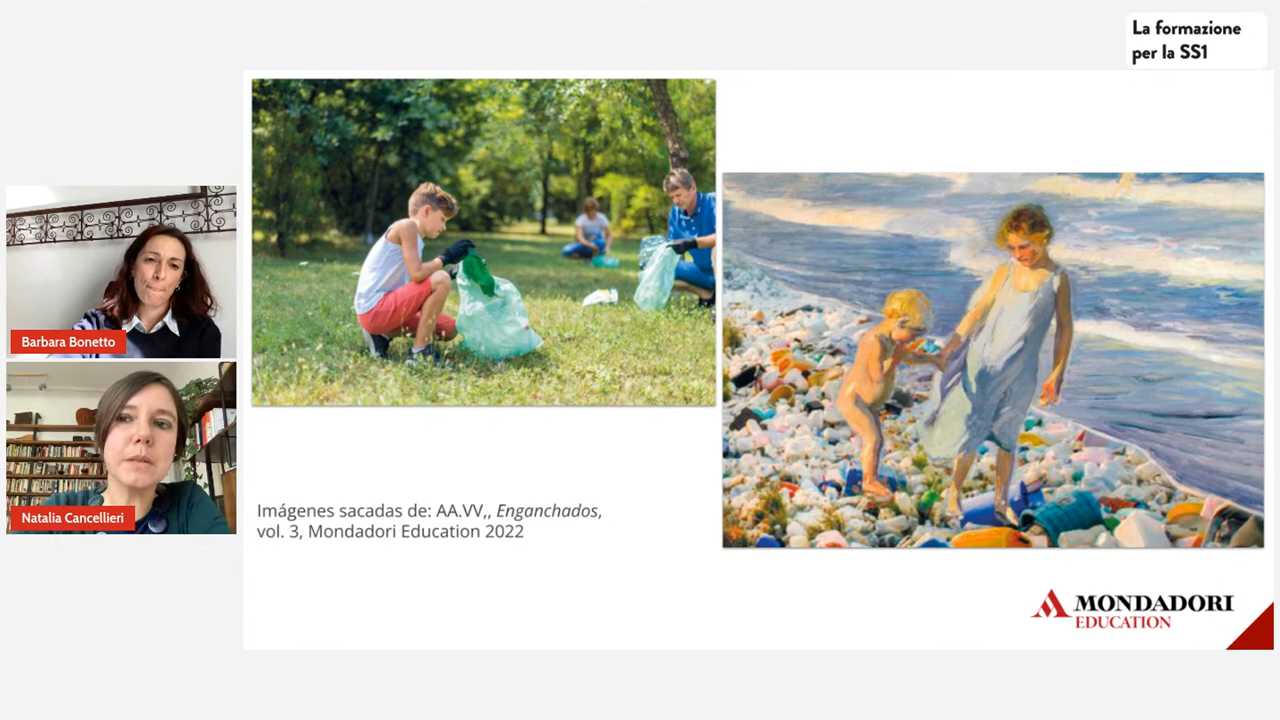 La formazione
per la SS1
Barbara Bonetto
Natalia Cancellieri
Imágenes sacadas de: AA.VV,, Enganchados,
vol. 3, Mondadori Education 2022
MONDADORI
EDUCATION